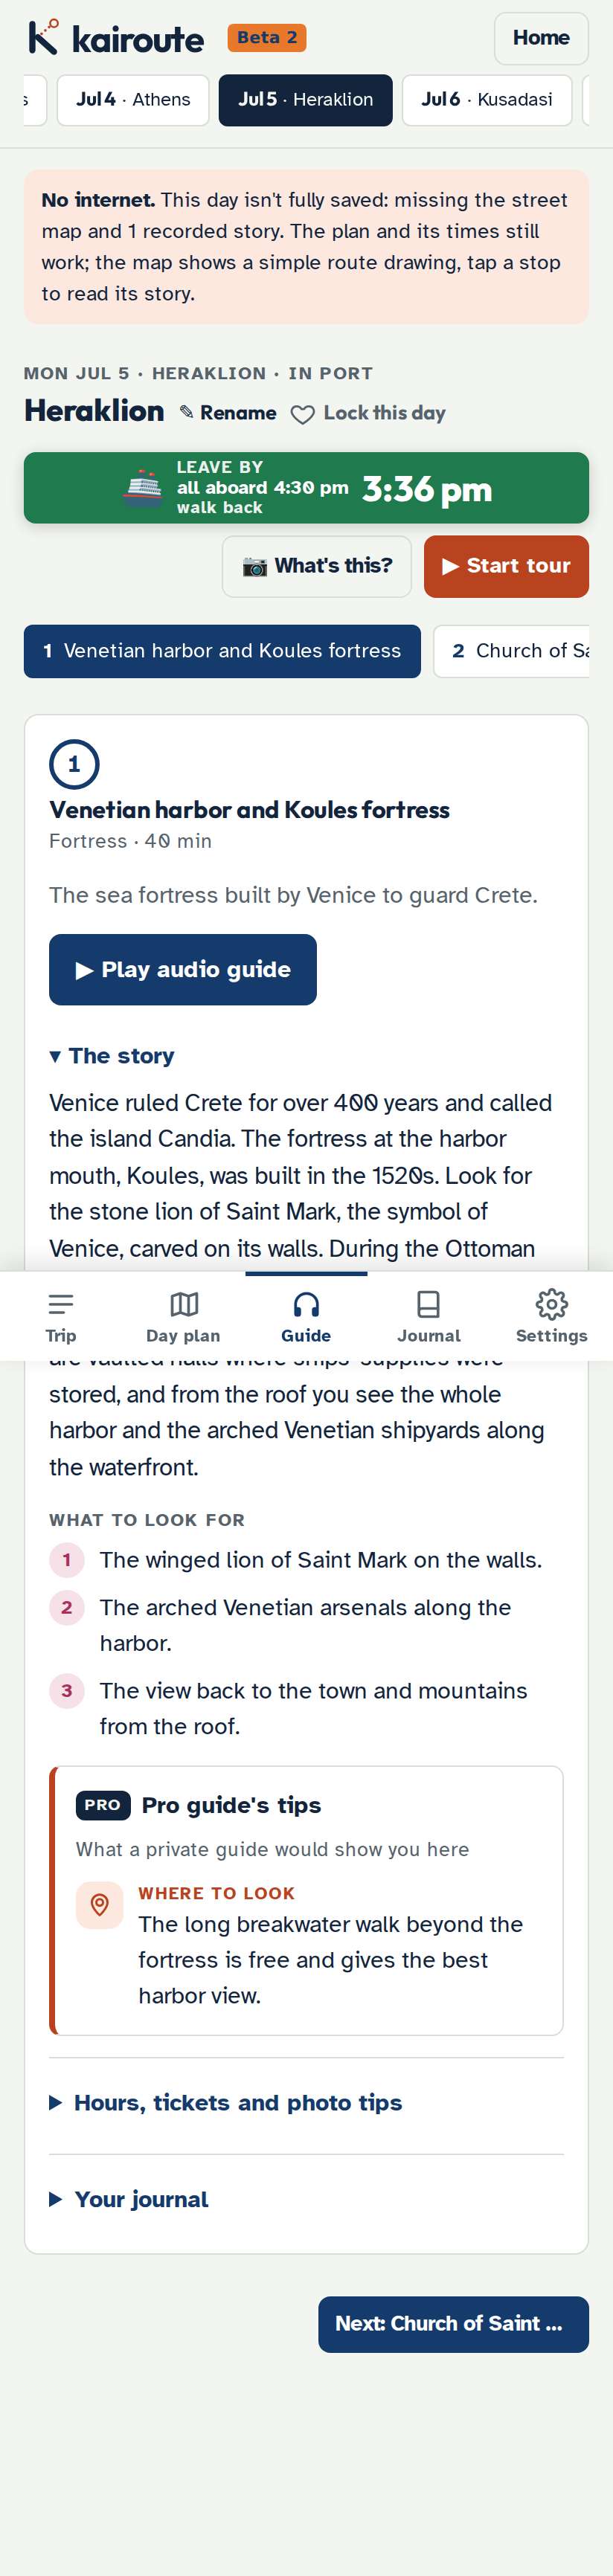 kairoute Beta 2 Home
s Jul 4 · Athens Jul 5 · Heraklion Jul 6 · Kusadasi
No internet. This day isn't fully saved: missing the street
map and 1 recorded story. The plan and its times still
work; the map shows a simple route drawing, tap a stop
to read its story.
MON JUL 5 · HERAKLION · IN PORT
Heraklion ✎ Rename Lock this day
LEAVE BY
all aboard 4:30 pm 3:36 pm
walk back
What's this? ▶ Start tour
1 Venetian harbor and Koules fortress 2 Church of Sa
1
Venetian harbor and Koules fortress
Fortress · 40 min
The sea fortress built by Venice to guard Crete.
▶ Play audio guide
▾ The story
Venice ruled Crete for over 400 years and called
the island Candia. The fortress at the harbor
mouth, Koules, was built in the 1520s. Look for
the stone lion of Saint Mark, the symbol of
Venice, carved on its walls. During the Ottoman
Trip Day plan Guide Journal Settings
are vaulted halls where ships' supplies were
stored, and from the roof you see the whole
harbor and the arched Venetian shipyards along
the waterfront.
WHAT TO LOOK FOR
1 The winged lion of Saint Mark on the walls.
2 The arched Venetian arsenals along the
harbor.
3 The view back to the town and mountains
from the roof.
PRO Pro guide's tips
What a private guide would show you here
WHERE TO LOOK
The long breakwater walk beyond the
fortress is free and gives the best
harbor view.
▶ Hours, tickets and photo tips
▶ Your journal
Next: Church of Saint ...